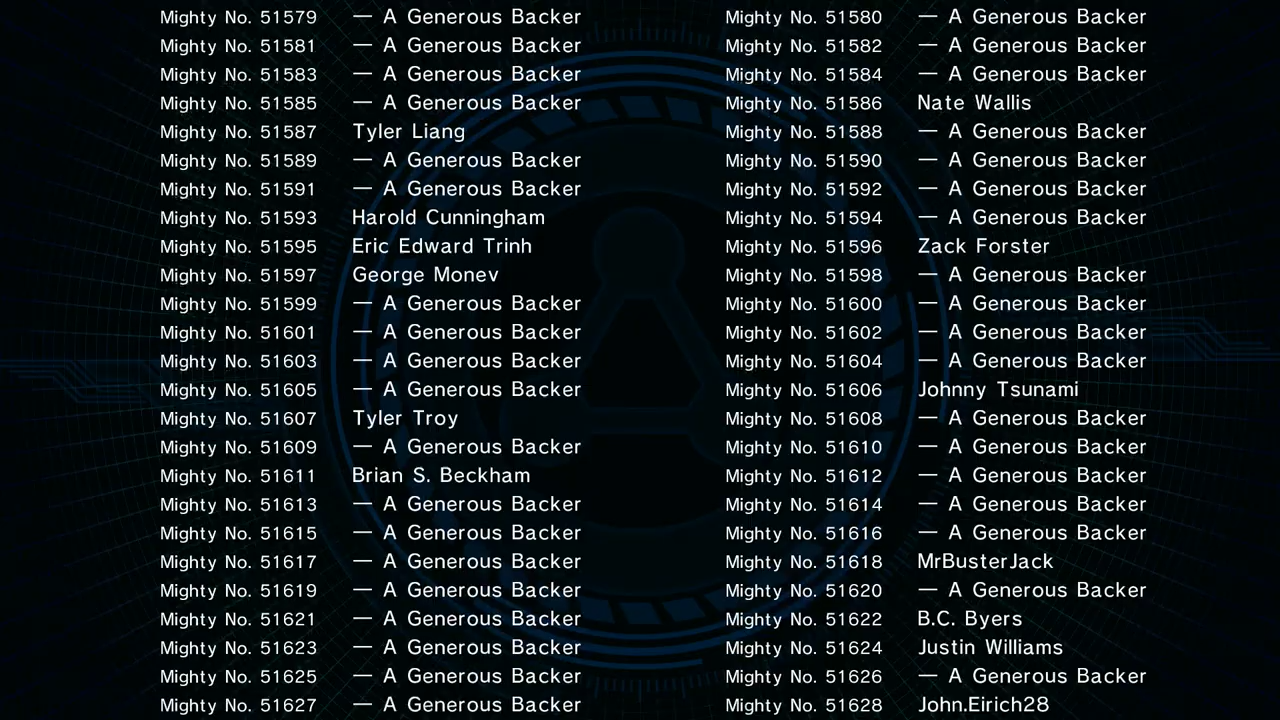 Mighty No. 51579 — A Generous Backer Mighty No. 51580 — A Generous Backer
Mighty No. 51581 — A Generous Backer Mighty No. 51582 — A Generous Backer
Mighty No. 51583 — A Generous Backer Mighty No. 51584 — A Generous Backer
Mighty No. 51585 — A Generous Backer Mighty No. 51586 Nate Wallis
Mighty No. 51587 Tyler Liang Mighty No. 51588 — A Generous Backer
Mighty No. 51589 — A Generous Backer Mighty No. 51590 — A Generous Backer
Mighty No. 51591 — A Generous Backer Mighty No. 51592 — A Generous Backer
Mighty No. 51593 Harold Cunningham Mighty No. 51594 — A Generous Backer
Mighty No. 51595 Eric Edward Trinh Mighty No. 51596 Zack Forster
Mighty No. 51597 George Monev Mighty No. 51598 — A Generous Backer
Mighty No. 51599 — A Generous Backer Mighty No. 51600 — A Generous Backer
Mighty No. 51601 — A Generous Backer Mighty No. 51602 — A Generous Backer
Mighty No. 51603 — A Generous Backer Mighty No. 51604 — A Generous Backer
Mighty No. 51605 — A Generous Backer Mighty No. 51606 Johnny Tsunami
Mighty No. 51607 Tyler Troy Mighty No. 51608 — A Generous Backer
Mighty No. 51609 — A Generous Backer Mighty No. 51610 — A Generous Backer
Mighty No. 51611 Brian S. Beckham Mighty No. 51612 — A Generous Backer
Mighty No. 51613 — A Generous Backer Mighty No. 51614 — A Generous Backer
Mighty No. 51615 — A Generous Backer Mighty No. 51616 — A Generous Backer
Mighty No. 51617 — A Generous Backer Mighty No. 51618 MrBusterJack
Mighty No. 51619 — A Generous Backer Mighty No. 51620 — A Generous Backer
Mighty No. 51621 — A Generous Backer Mighty No. 51622 B.C. Byers
Mighty No. 51623 — A Generous Backer Mighty No. 51624 Justin Williams
Mighty No. 51625 — A Generous Backer Mighty No. 51626 — A Generous Backer
Mighty No. 51627 — A Generous Backer Mighty No. 51628 John.Eirich28